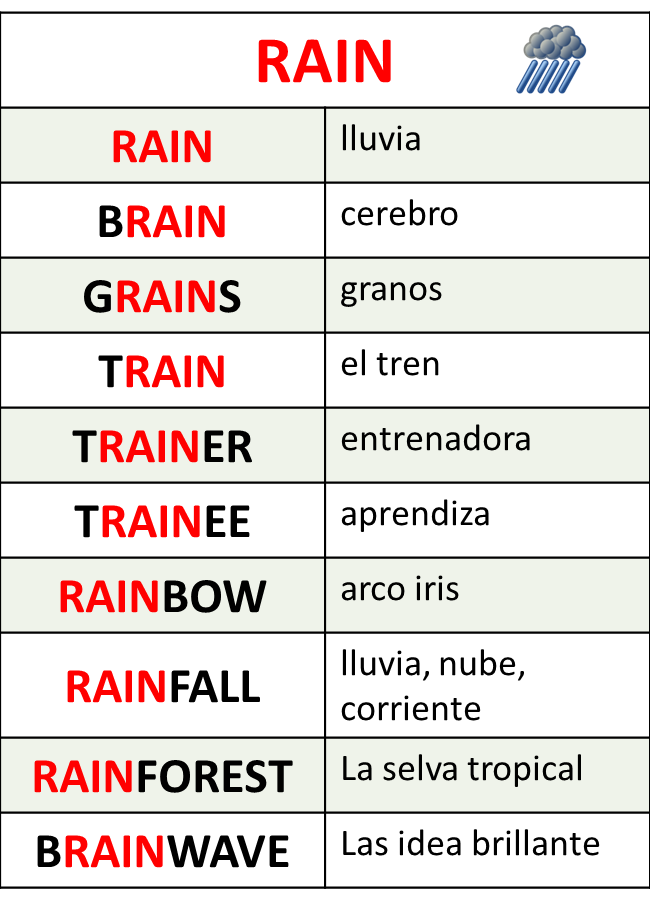 RAIN
RAIN
lluvia
BRAIN
cerebro
GRAINS
granos
TRAIN
el tren
TRAINER
entrenadora
TRAINEE
aprendiza
RAINBOW
arco iris
RAINFALL
lluvia, nube,
corriente
RAINFOREST
La selva tropical
BRAINWAVE
Las idea brillante